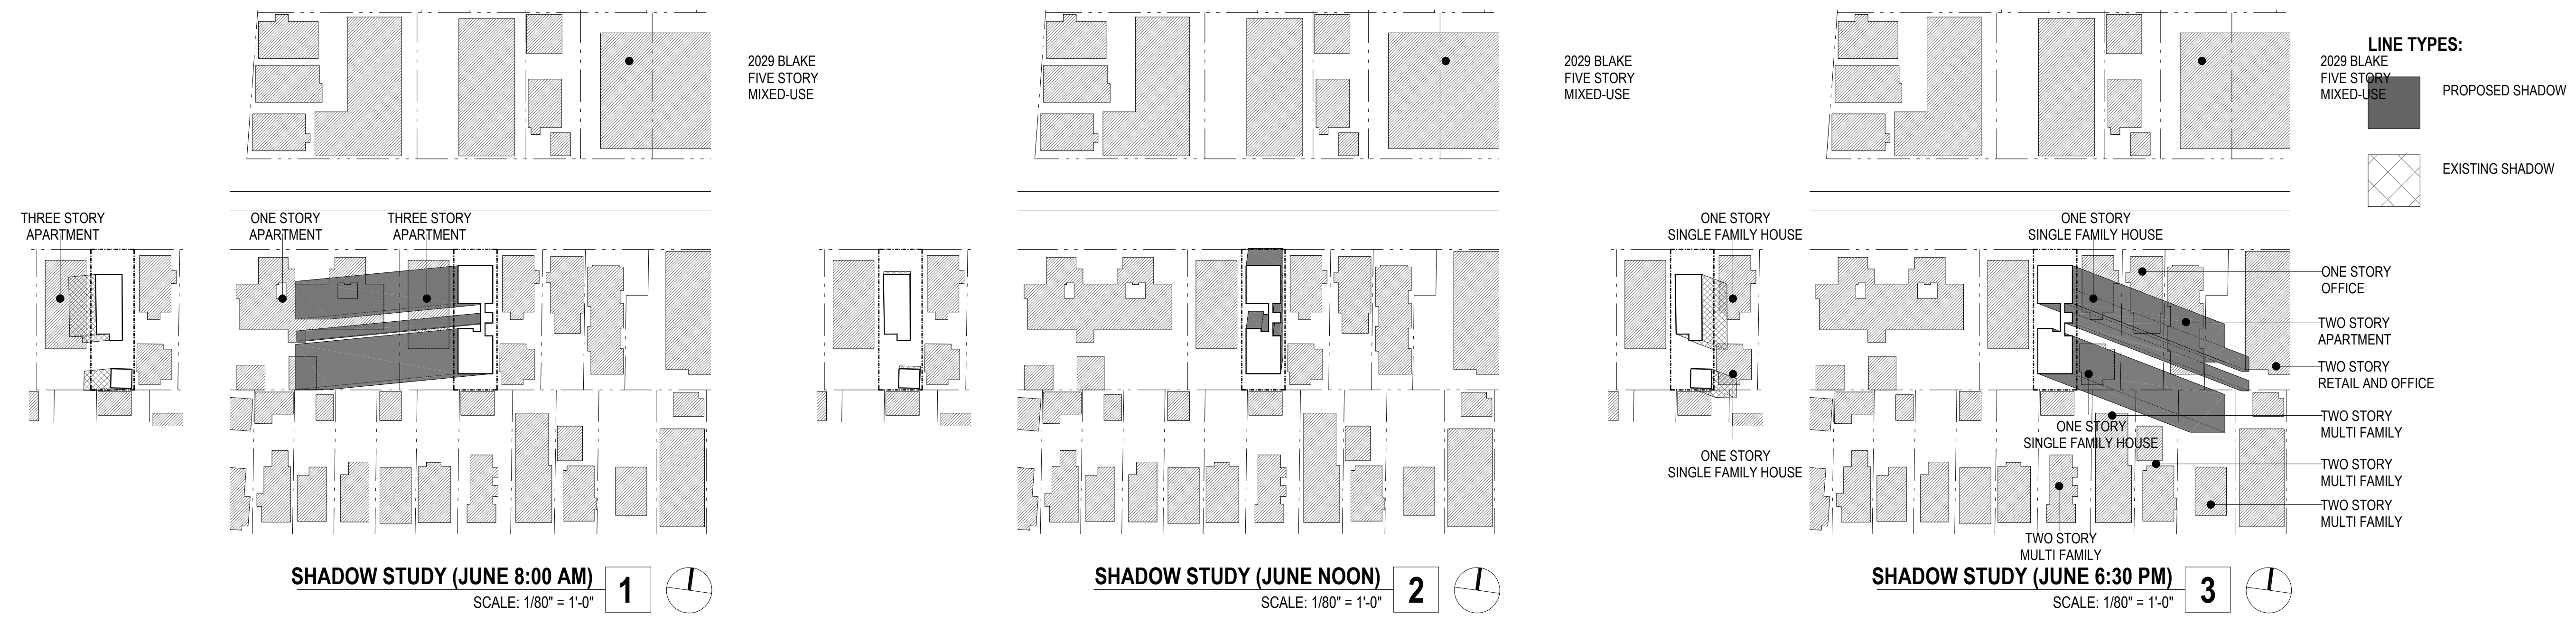 2029 BLAKE
FIVE STORY
MIXED-USE
2029 BLAKE
FIVE STORY
MIXED-USE
2029 BLAKE
FIVE STORY
MIXED-USE
LINE TYPES:
PROPOSED SHADOW
EXISTING SHADOW
THREE STORY
APARTMENT
ONE STORY
APARTMENT
THREE STORY
APARTMENT
ONE STORY
SINGLE FAMILY HOUSE
ONE STORY
SINGLE FAMILY HOUSE
ONE STORY
SINGLE FAMILY HOUSE
ONE STORY
OFFICE
TWO STORY
APARTMENT
TWO STORY
RETAIL AND OFFICE
TWO STORY
MULTI FAMILY
ONE STORY
SINGLE FAMILY HOUSE
TWO STORY
MULTI FAMILY
TWO STORY
MULTI FAMILY
TWO STORY
MULTI FAMILY
SHADOW STUDY (JUNE 8:00 AM)
SCALE: 1/80" = 1'-0"
1
SHADOW STUDY (JUNE NOON)
SCALE: 1/80" = 1'-0"
2
SHADOW STUDY (JUNE 6:30 PM)
SCALE: 1/80" = 1'-0"
3